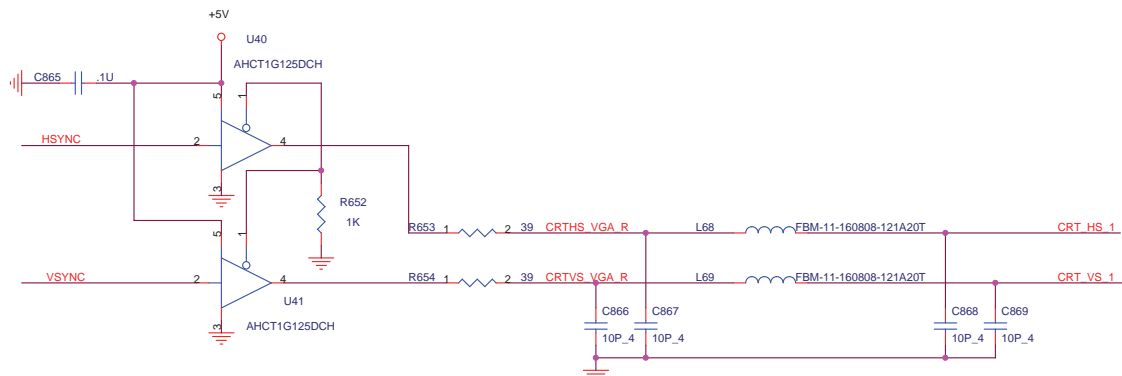 +5V
U40
AHCT1G125DCH
C865 .1U
5
1
HSYNC
2
4
3
R652
1K
5
1
R653 1 2 39 CRTHS_VGA_R L68 FBM-11-160808-121A20T CRT_HS_1
VSYNC
2
4
R654 1 2 39 CRTVS_VGA_R L69 FBM-11-160808-121A20T CRT_VS_1
U41
3
AHCT1G125DCH
C866 C867 C868 C869
10P_4 10P_4 10P_4 10P_4